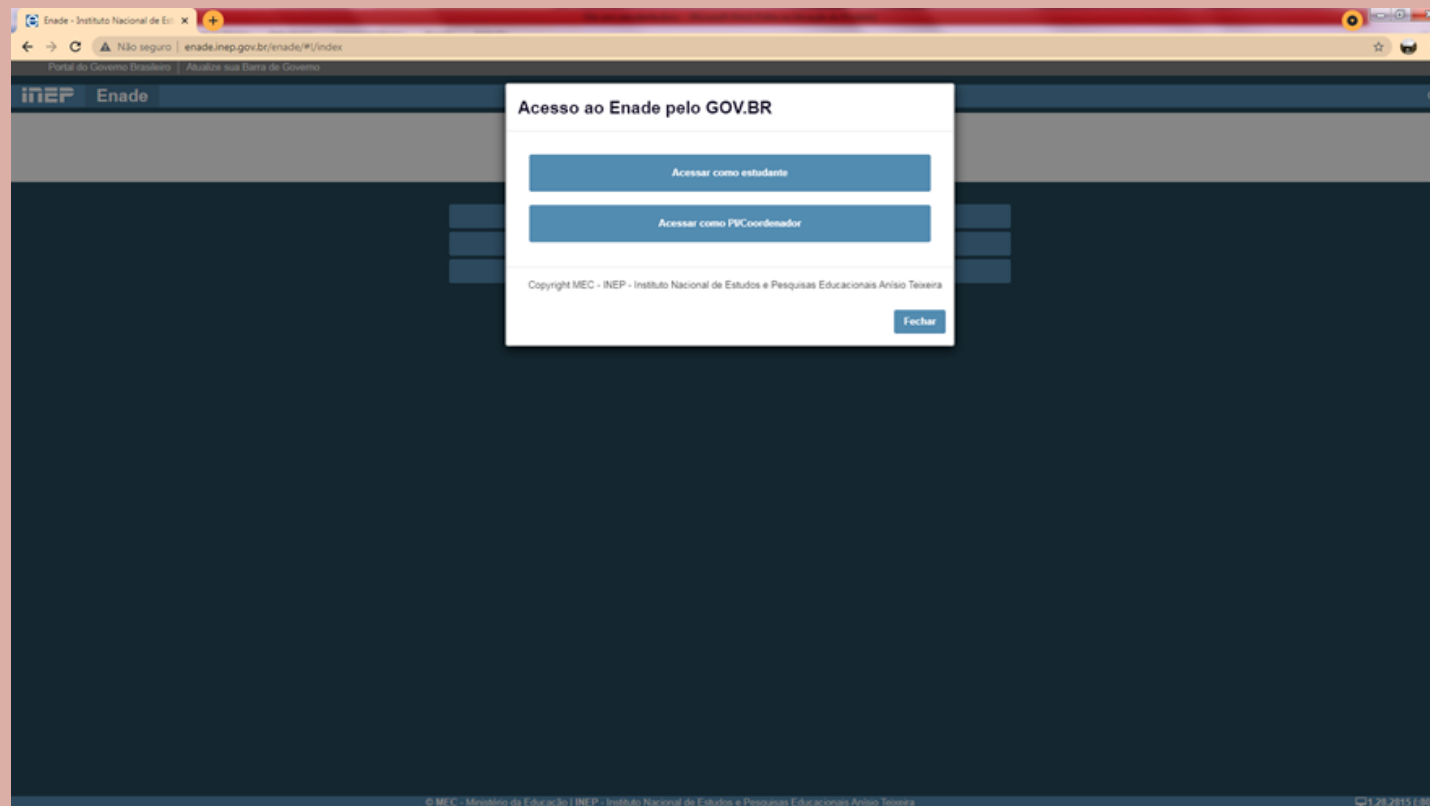 Enade - Instituto Nacional de Est
Não seguro | enade.inep.gov.br/enade/#!/index
Portal do Governo Brasileiro | Atualize sua Barra de Governo
inep Enade
Acesso ao Enade pelo GOV.BR
Acessar como estudante
Acessar como PI/Coordenador
Copyright MEC - INEP - Instituto Nacional de Estudos e Pesquisas Educacionais Anísio Teixeira
Fechar
© MEC - Ministério da Educação | INEP - Instituto Nacional de Estudos e Pesquisas Educacionais Anísio Teixeira